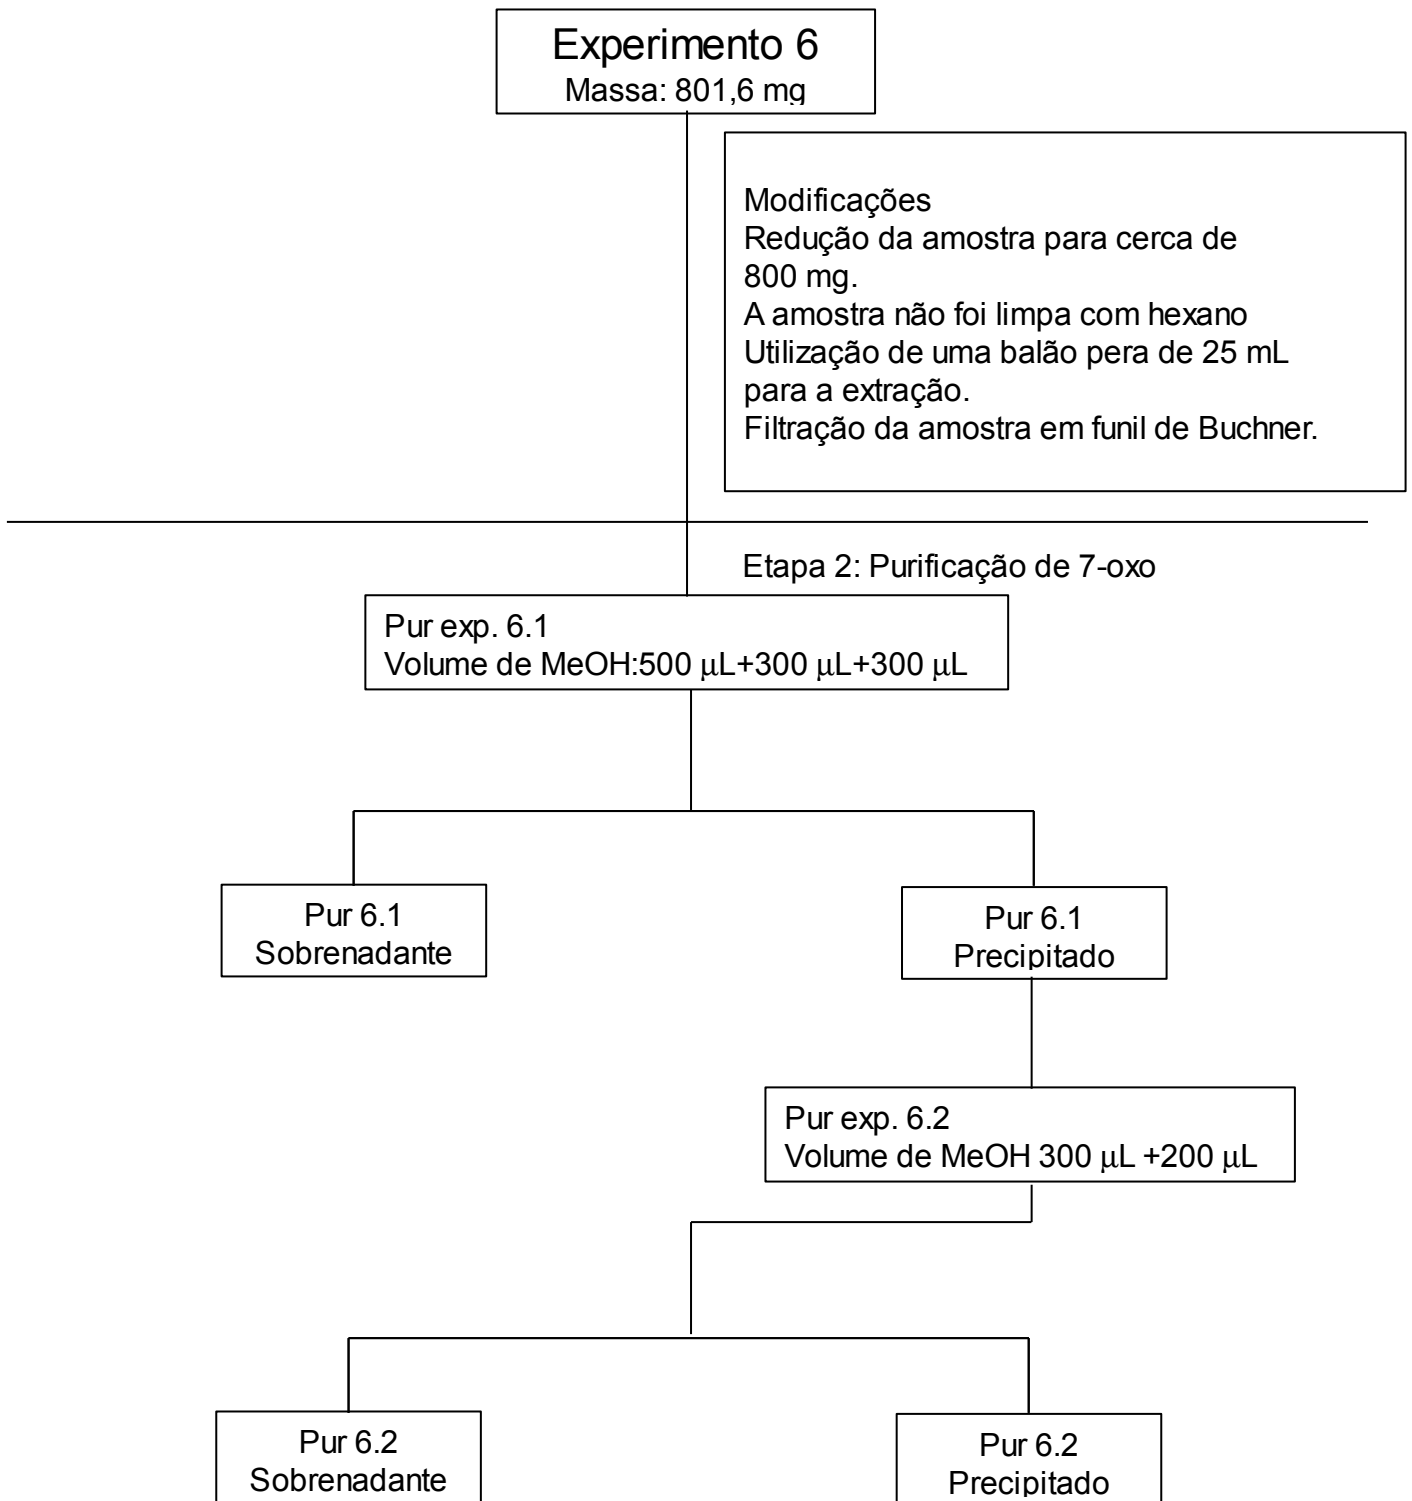 Experimento 6
Massa: 801,6 mg
Modificações
Redução da amostra para cerca de
800 mg.
A amostra não foi limpa com hexano
Utilização de uma balão pera de 25 mL
para a extração.
Filtração da amostra em funil de Buchner.
Etapa 2: Purificação de 7-oxo
Pur exp. 6.1
Volume de MeOH:500 μL+300 μL+300 μL
Pur 6.1
Sobrenadante
Pur 6.1
Precipitado
Pur exp. 6.2
Volume de MeOH 300 μL +200 μL
Pur 6.2
Sobrenadante
Pur 6.2
Precipitado